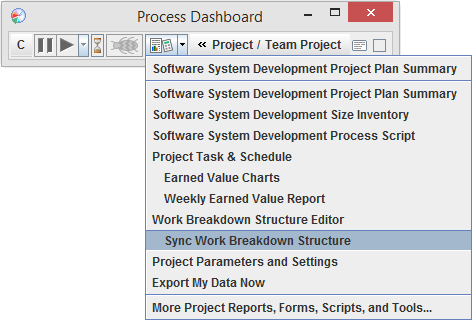 Process Dashboard
C
« Project / Team Project
Software System Development Project Plan Summary
Software System Development Project Plan Summary
Software System Development Size Inventory
Software System Development Process Script
Project Task & Schedule
Earned Value Charts
Weekly Earned Value Report
Work Breakdown Structure Editor
Sync Work Breakdown Structure
Project Parameters and Settings
Export My Data Now
More Project Reports, Forms, Scripts, and Tools...